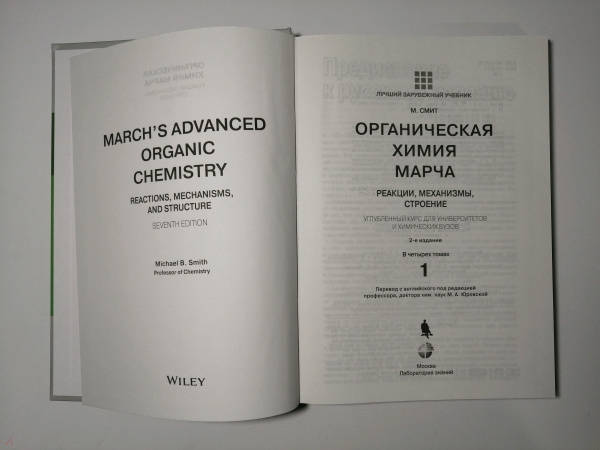 MARCH'S ADVANCED
ORGANIC
CHEMISTRY
REACTIONS, MECHANISMS,
AND STRUCTURE
SEVENTH EDITION
Michael B. Smith
Professor of Chemistry
WILEY
ЛУЧШИЙ ЗАРУБЕЖНЫЙ УЧЕБНИК
М. СМИТ
ОРГАНИЧЕСКАЯ
ХИМИЯ
МАРЧА
РЕАКЦИИ, МЕХАНИЗМЫ,
СТРОЕНИЕ
УГЛУБЛЕННЫЙ КУРС ДЛЯ УНИВЕРСИТЕТОВ
И ХИМИЧЕСКИХ ВУЗОВ
2-е издание
В четырех томах
1
Перевод с английского под редакцией
профессора, доктора хим. наук М. А. Юровской
Москва
Лаборатория знаний